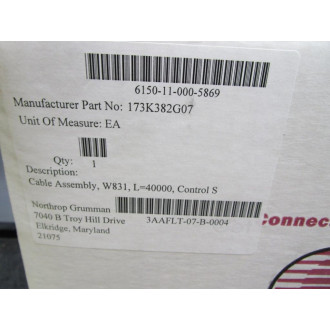 6150-11-000-5869
Manufacturer Part No: 173K382G07
Unit Of Measure: EA
Qty:
1
Description:
Cable Assembly, W831, L=40000, Control S
Northrop Grumman
7040 B Troy Hill Drive
3AAFLT-07-B-0004
Elkridge, Maryland
21075
connec